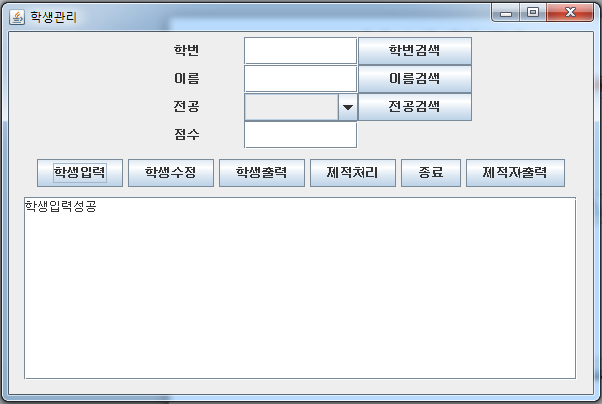 학생관리
학번 학번검색
이름 이름검색
전공 전공검색
점수
학생입력 학생수정 학생출력 제적처리 종료 제적자출력
학생입력성공